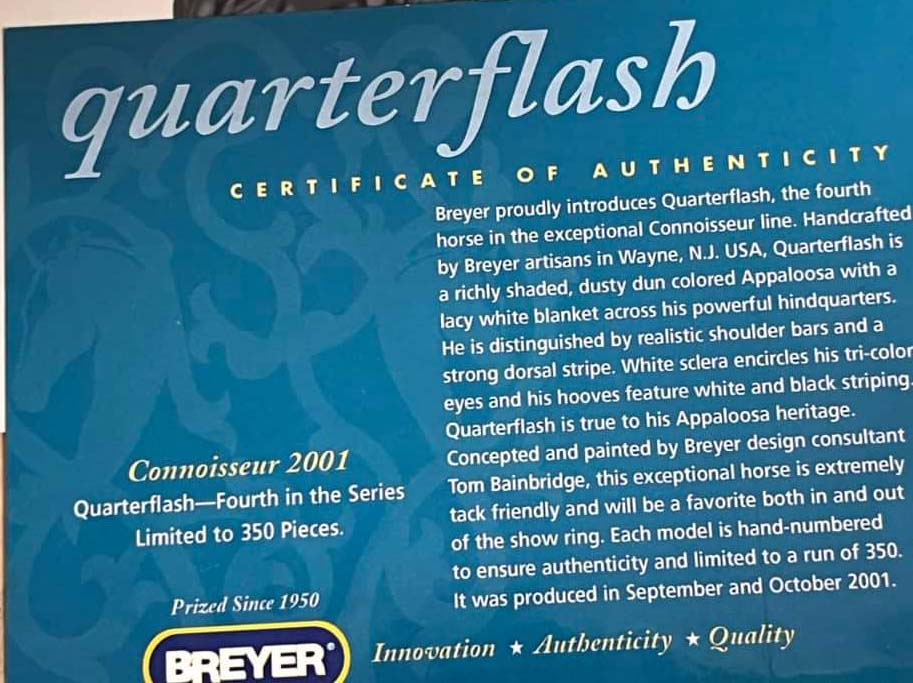 quarterflash
CERTIFICATE OF AUTHENTICITY
Breyer proudly introduces Quarterflash, the fourth
horse in the exceptional Connoisseur line. Handcrafted
by Breyer artisans in Wayne, N.J. USA, Quarterflash is
a richly shaded, dusty dun colored Appaloosa with a
lacy white blanket across his powerful hindquarters.
He is distinguished by realistic shoulder bars and a
strong dorsal stripe. White sclera encircles his tri-color
eyes and his hooves feature white and black striping.
Quarterflash is true to his Appaloosa heritage.
Concepted and painted by Breyer design consultant
Tom Bainbridge, this exceptional horse is extremely
tack friendly and will be a favorite both in and out
of the show ring. Each model is hand-numbered
to ensure authenticity and limited to a run of 350.
It was produced in September and October 2001.
Connoisseur 2001
Quarterflash—Fourth in the Series
Limited to 350 Pieces.
Prized Since 1950
BREYER®
Innovation ★ Authenticity ★ Quality